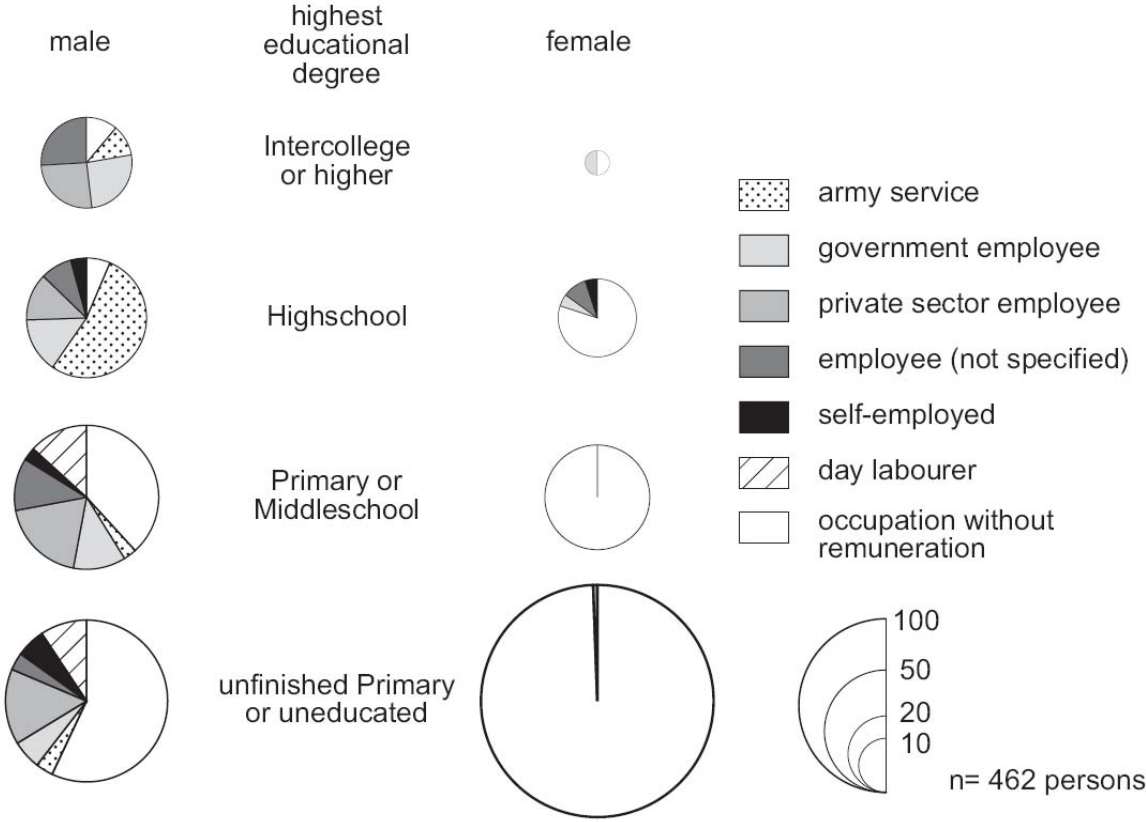 male
highest
educational
degree
female
Intercollege
or higher
Highschool
Primary or
Middleschool
unfinished Primary
or uneducated
army service
government employee
private sector employee
employee (not specified)
self-employed
day labourer
occupation without
remuneration
100
50
20
10
n= 462 persons